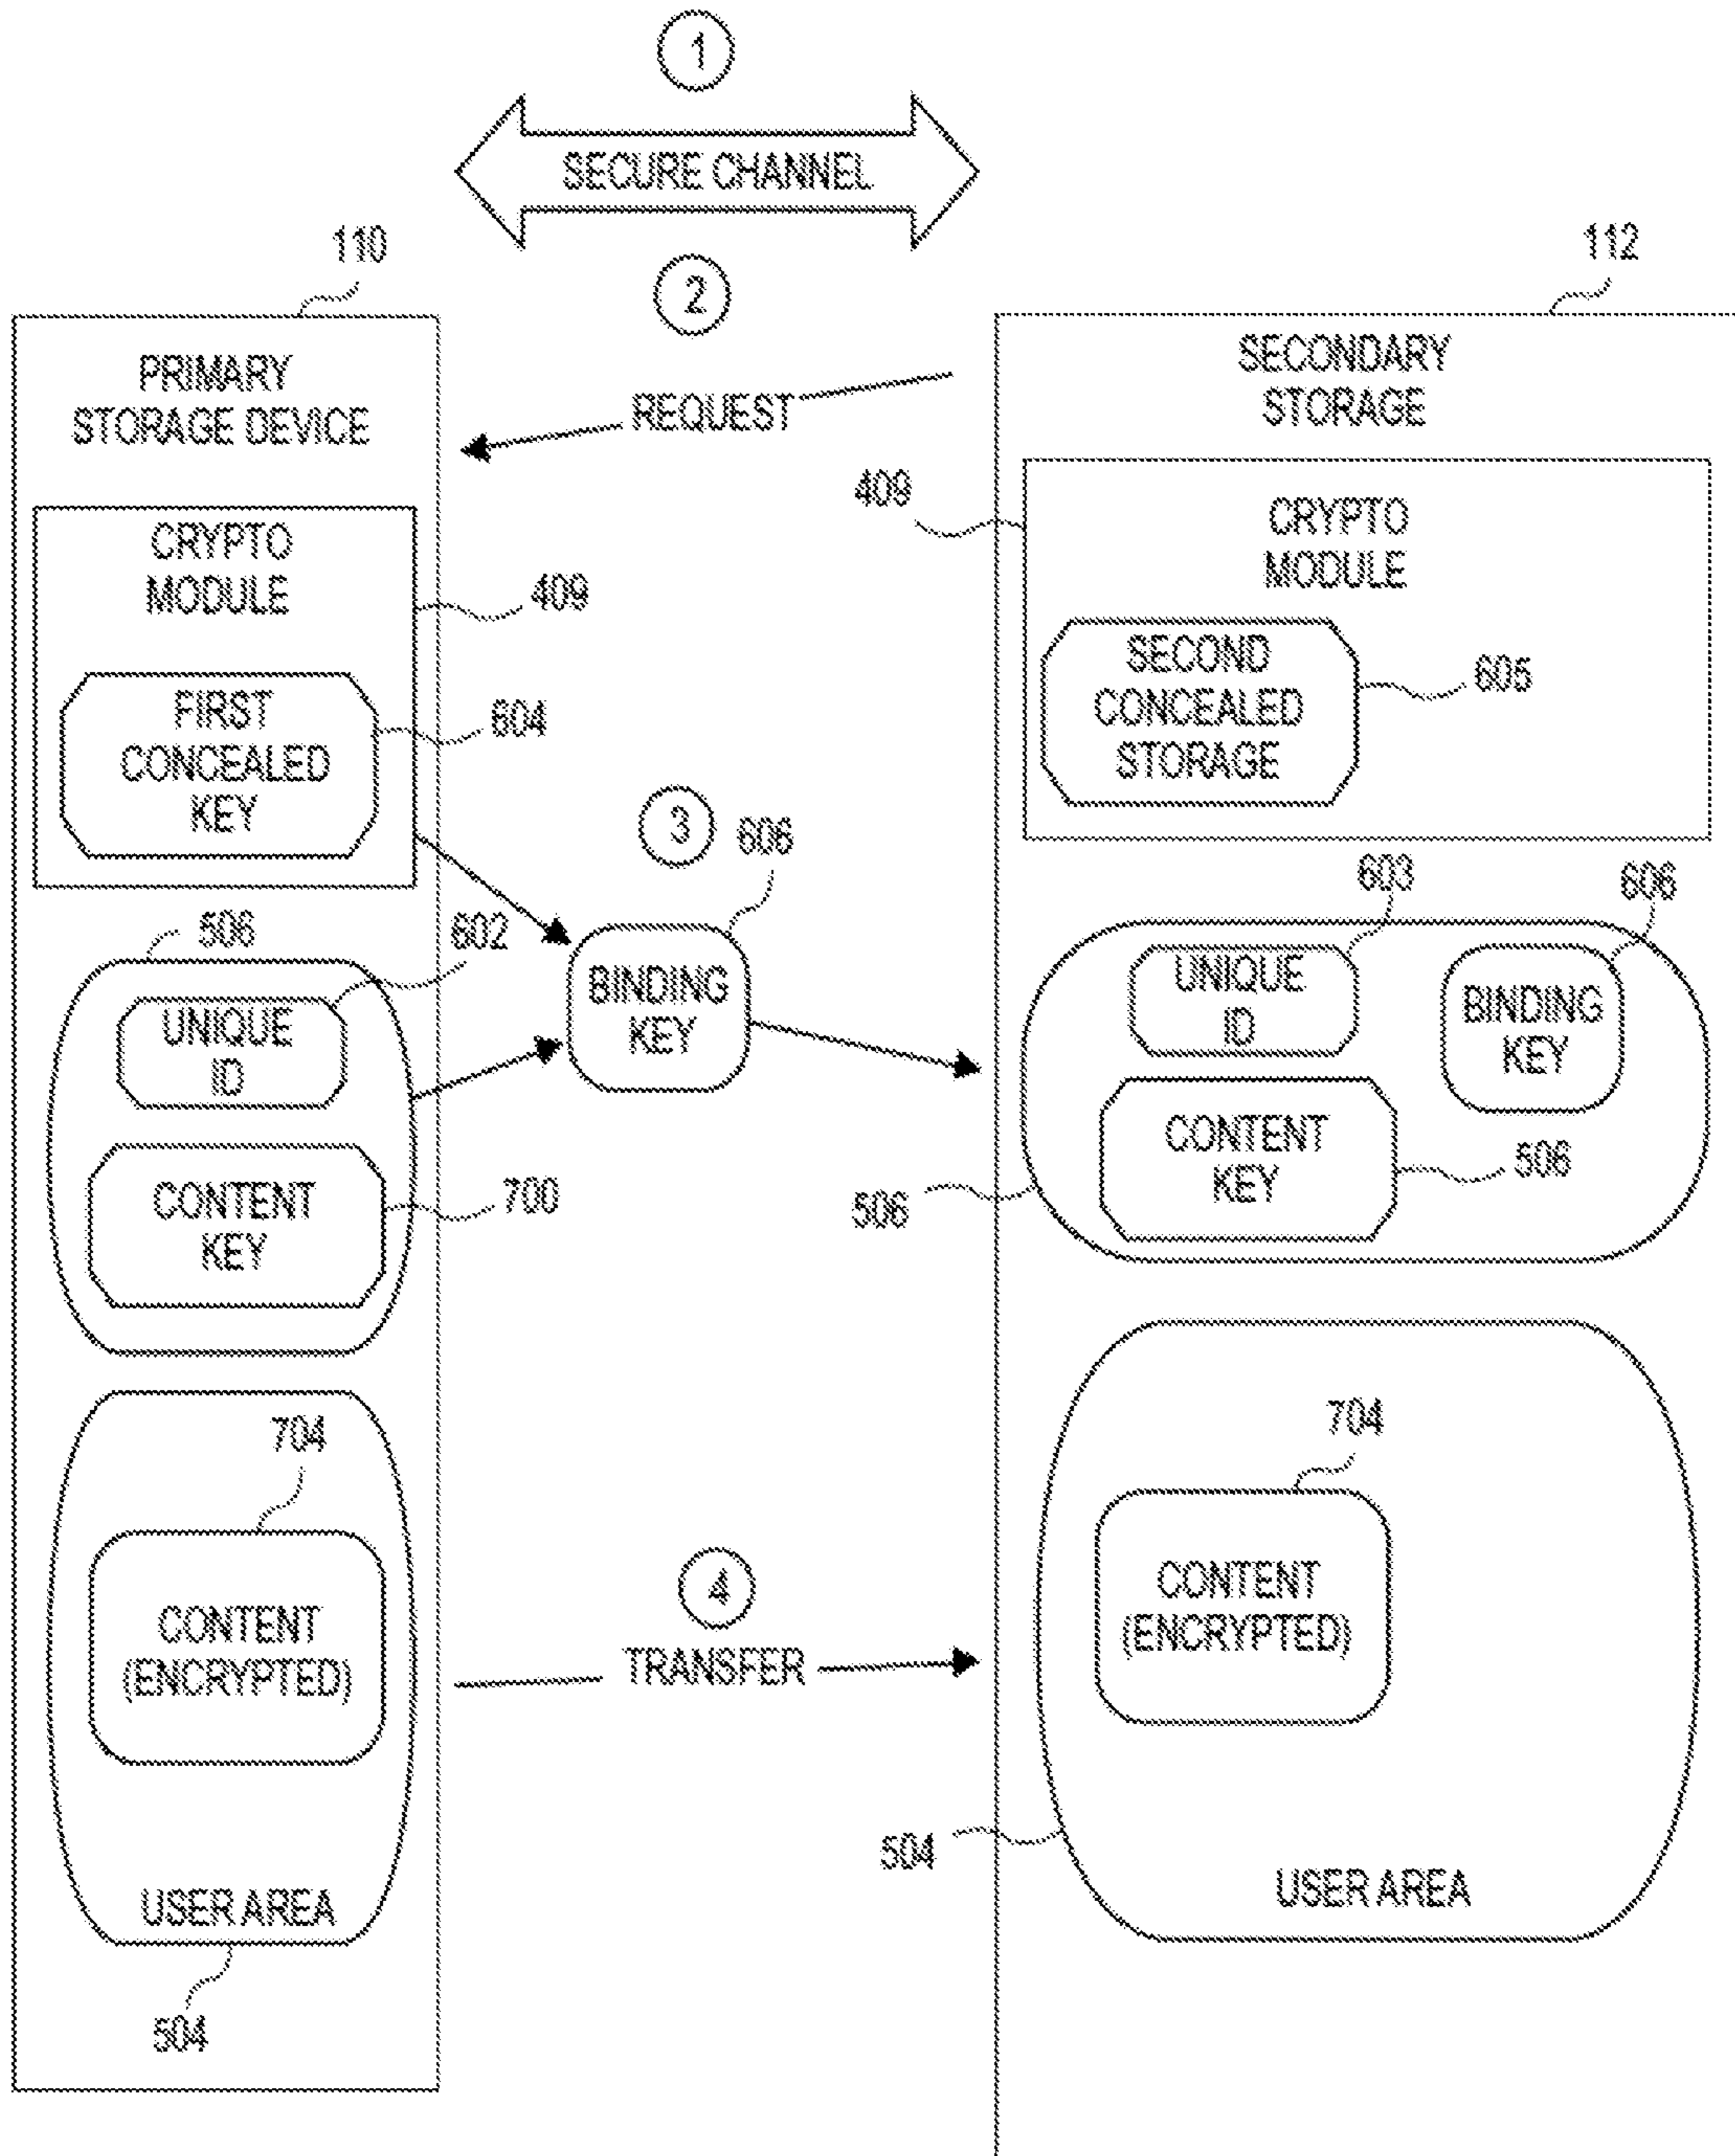 1
SECURE CHANNEL
2
110
PRIMARY
STORAGE DEVICE
CRYPTO
MODULE
409
FIRST
CONCEALED
KEY
604
506
602
UNIQUE
ID
CONTENT
KEY
700
704
CONTENT
(ENCRYPTED)
USER AREA
504
REQUEST
3
606
BINDING
KEY
4
TRANSFER
112
SECONDARY
STORAGE
409
CRYPTO
MODULE
SECOND
CONCEALED
STORAGE
605
603
606
UNIQUE
ID
BINDING
KEY
CONTENT
KEY
506
506
704
CONTENT
(ENCRYPTED)
504
USER AREA